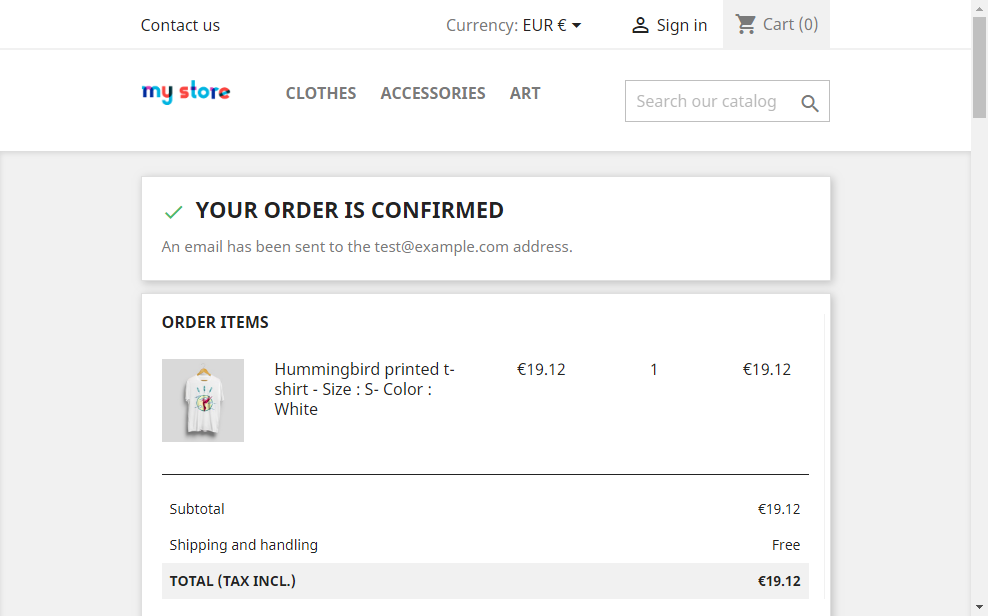 Contact us
Currency: EUR €
Sign in
Cart (0)
my store
CLOTHES
ACCESSORIES
ART
Search our catalog
YOUR ORDER IS CONFIRMED
An email has been sent to the test@example.com address.
ORDER ITEMS
Hummingbird printed t-
shirt - Size : S- Color :
White
€19.12
1
€19.12
Subtotal
€19.12
Shipping and handling
Free
TOTAL (TAX INCL.)
€19.12